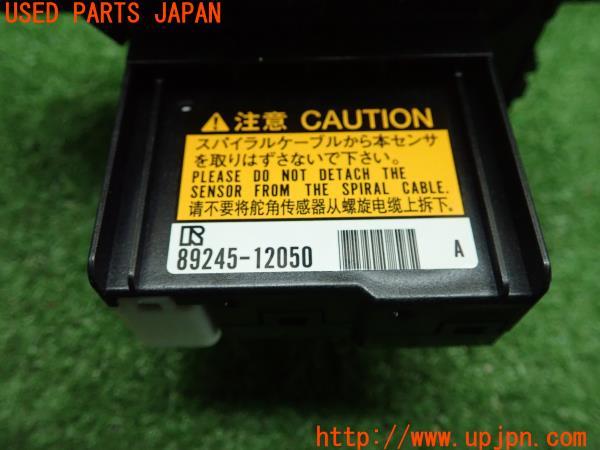 USED PARTS JAPAN
注意 CAUTION
スパイラルケーブルから本センサ
を取りはずさないで下さい。
PLEASE DO NOT DETACH THE
SENSOR FROM THE SPIRAL CABLE.
请不要将舵角传感器从螺旋电缆上拆下。
89245-12050
A
http://www.upjpn.com